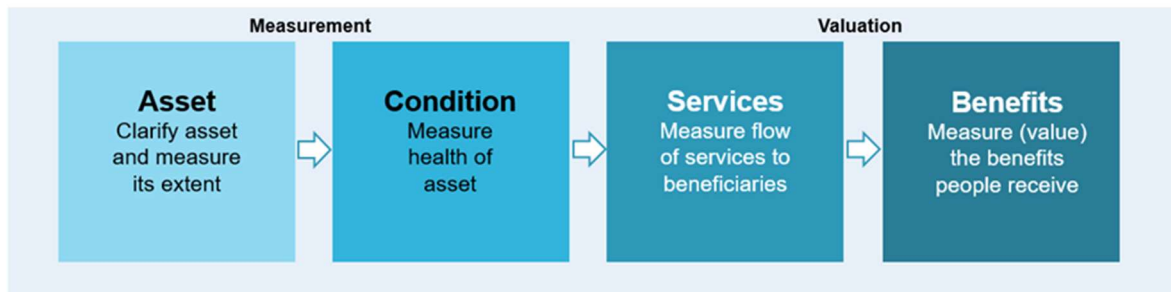 Measurement
Valuation
Asset
Clarify asset
and measure
its extent
Condition
Measure
health of
asset
Services
Measure flow
of services to
beneficiaries
Benefits
Measure (value)
the benefits
people receive